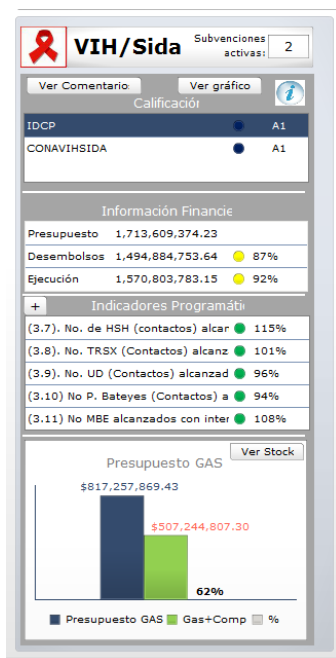 VIH/Sida
Subvenciones
activas:
2
Ver Comentario
Ver gráfico
Calificación
IDCP A1
CONAVIHSIDA A1
Información Financie
Presupuesto 1,713,609,374.23
Desembolsos 1,494,884,753.64 87%
Ejecución 1,570,803,783.15 92%
+ Indicadores Programáti
(3.7). No. de HSH (contactos) alcar 115%
(3.8). No. TRSX (Contactos) alcanz 101%
(3.9). No. UD (Contactos) alcanzad 96%
(3.10) No P. Bateyes (Contactos) a 94%
(3.11) No MBE alcanzados con inter 108%
Ver Stock
Presupuesto GAS
$817,257,869.43
$507,244,807.30
62%
Presupuesto GAS Gas+Comp %